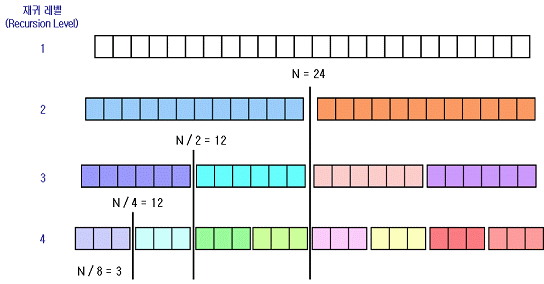 재귀 레벨
(Recursion Level)
1
N = 24
2
N / 2 = 12
3
N / 4 = 12
4
N / 8 = 3